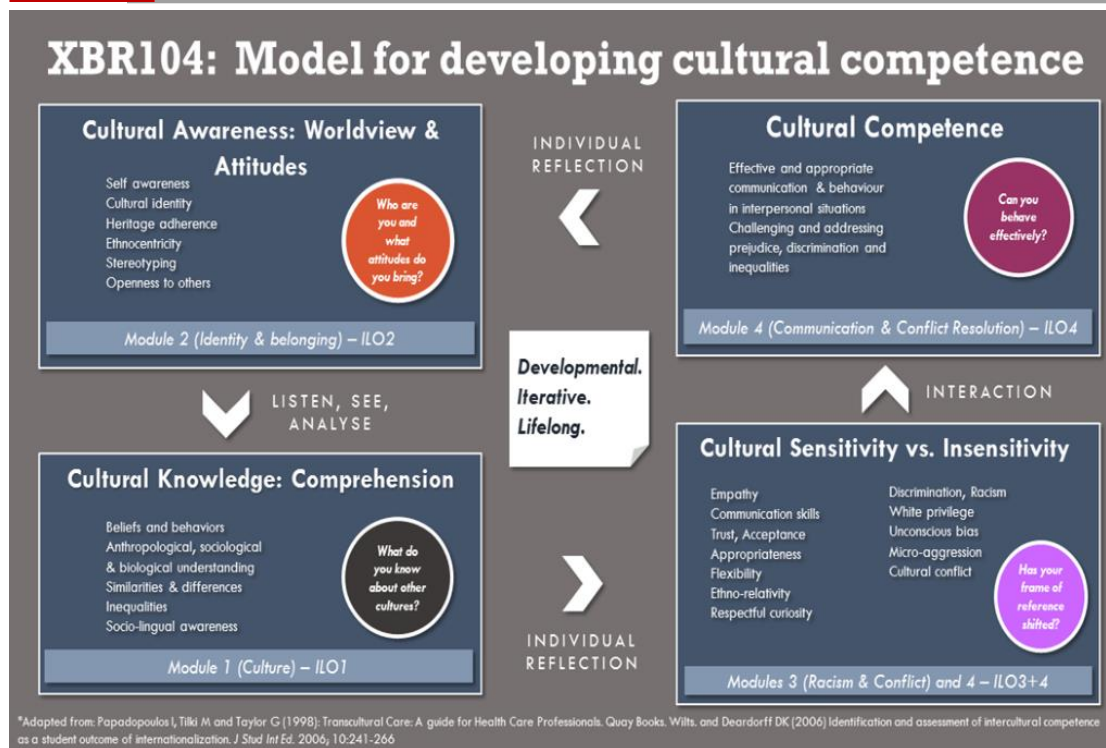 XBR104: Model for developing cultural competence
Cultural Awareness: Worldview &
Attitudes
Self awareness
Cultural identity
Heritage adherence
Ethnocentricity
Stereotyping
Openness to others
Who are
you and
what
attitudes do
you bring?
Module 2 (Identity & belonging) – ILO2
LISTEN, SEE,
ANALYSE
Cultural Knowledge: Comprehension
Beliefs and behaviors
Anthropological, sociological
& biological understanding
Similarities & differences
Inequalities
Socio-lingual awareness
What do
you know
about other
cultures?
Module 1 (Culture) – ILO1
INDIVIDUAL
REFLECTION
Developmental.
Iterative.
Lifelong.
INDIVIDUAL
REFLECTION
Cultural Competence
Effective and appropriate
communication & behaviour
in interpersonal situations
Challenging and addressing
prejudice, discrimination and
inequalities
Can you
behave
effectively?
Module 4 (Communication & Conflict Resolution) – ILO4
INTERACTION
Cultural Sensitivity vs. Insensitivity
Empathy
Communication skills
Trust, Acceptance
Appropriateness
Flexibility
Ethno-relativity
Respectful curiosity
Discrimination, Racism
White privilege
Unconscious bias
Micro-aggression
Cultural conflict
Has your
frame of
reference
shifted?
Modules 3 (Racism & Conflict) and 4 – ILO3+4
*Adapted from: Papadopoulos I, Tilki M and Taylor G (1998): Transcultural Care: A guide for Health Care Professionals. Quay Books. Wilts. and Deardorff DK (2006) Identification and assessment of intercultural competence
as a student outcome of internationalization. J Stud Int Ed. 2006; 10:241-266